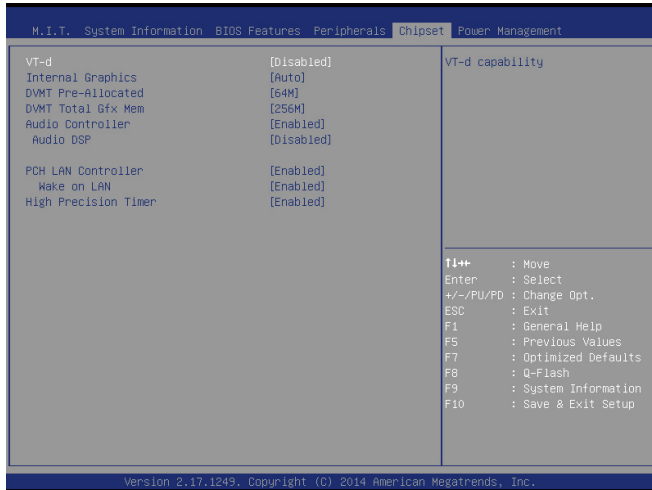 M.I.T. System Information BIOS Features Peripherals Chipset Power Management
VT-d [Disabled]
Internal Graphics [Auto]
DVMT Pre-Allocated [64M]
DVMT Total Gfx Mem [256M]
Audio Controller [Enabled]
Audio DSP [Disabled]
PCH LAN Controller [Enabled]
Wake on LAN [Enabled]
High Precision Timer [Enabled]
VT-d capability
↑↓→← : Move
Enter : Select
+/-/PU/PD : Change Opt.
ESC : Exit
F1 : General Help
F5 : Previous Values
F7 : Optimized Defaults
F8 : Q-Flash
F9 : System Information
F10 : Save & Exit Setup
Version 2.17.1249. Copyright (C) 2014 American Megatrends, Inc.